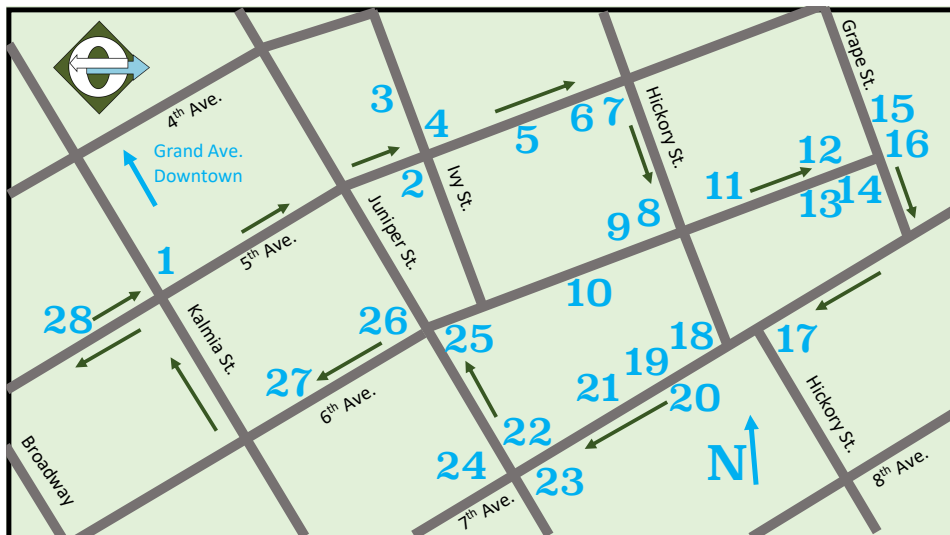 Grape St.
4th Ave.
Hickory St.
3
4
5
6
7
15
16
Grand Ave.
Downtown
2
Ivy St.
11
12
13
14
Juniper St.
8
9
1
5th Ave.
10
28
Kalmia St.
26
25
18
17
27
19
21
20
6th Ave.
Hickory St.
22
Broadway
24
23
N
7th Ave.
8th Ave.